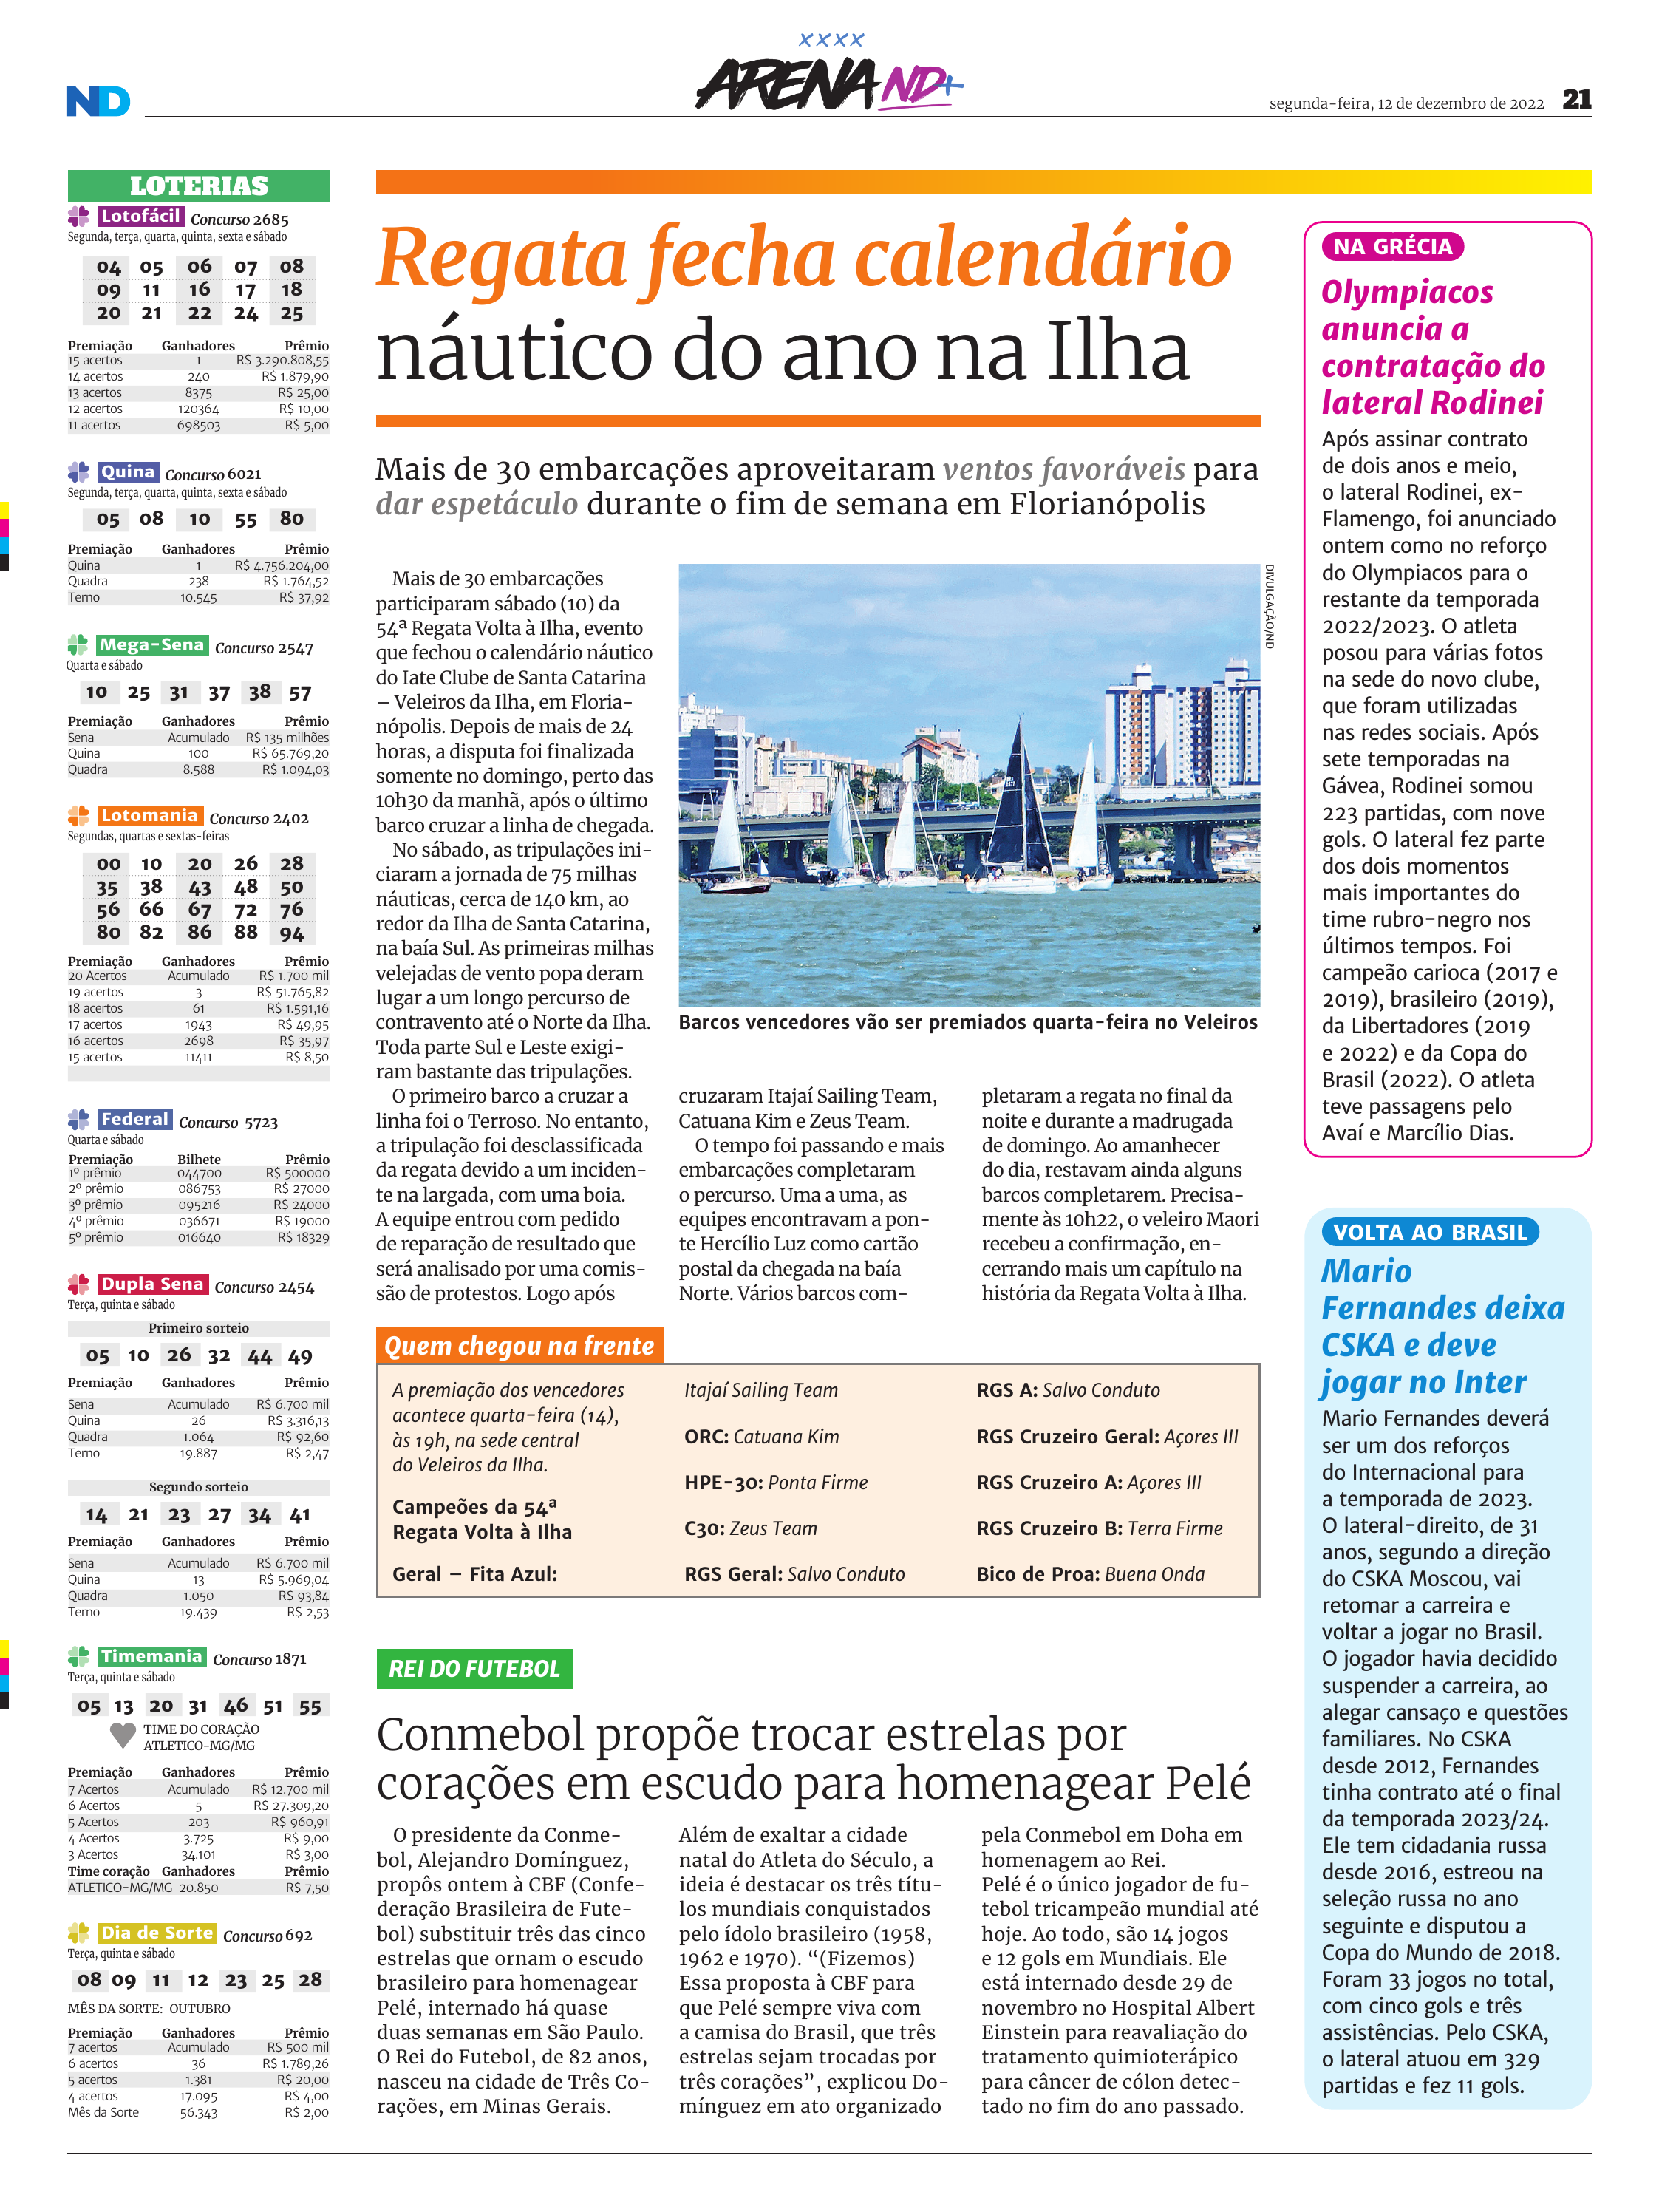 XXXX
ARENA ND+
ND
segunda-feira, 12 de dezembro de 2022 21
LOTERIAS
Lotofácil Concurso 2685
Segunda, terça, quarta, quinta, sexta e sábado
04 05 06 07 08
09 11 16 17 18
20 21 22 24 25
Premiação Ganhadores Prêmio
15 acertos 1 R$ 3.290.808,55
14 acertos 240 R$ 1.879,90
13 acertos 8375 R$ 25,00
12 acertos 120364 R$ 10,00
11 acertos 698503 R$ 5,00
Quina Concurso 6021
Segunda, terça, quarta, quinta, sexta e sábado
05 08 10 55 80
Premiação Ganhadores Prêmio
Quina 1 R$ 4.756.204,00
Quadra 238 R$ 1.764,52
Terno 10.545 R$ 37,92
Mega-Sena Concurso 2547
Quarta e sábado
10 25 31 37 38 57
Premiação Ganhadores Prêmio
Sena Acumulado R$ 135 milhões
Quina 100 R$ 65.769,20
Quadra 8.588 R$ 1.094,03
Lotomania Concurso 2402
Segundas, quartas e sextas-feiras
00 10 20 26 28
35 38 43 48 50
56 66 67 72 76
80 82 86 88 94
Premiação Ganhadores Prêmio
20 Acertos Acumulado R$ 1.700 mil
19 acertos 3 R$ 51.765,82
18 acertos 61 R$ 1.591,16
17 acertos 1943 R$ 49,95
16 acertos 2698 R$ 35,97
15 acertos 11411 R$ 8,50
Federal Concurso 5723
Quarta e sábado
Premiação Bilhete Prêmio
1º prêmio 044700 R$ 500000
2º prêmio 086753 R$ 27000
3º prêmio 095216 R$ 24000
4º prêmio 036671 R$ 19000
5º prêmio 016640 R$ 18329
Dupla Sena Concurso 2454
Terça, quinta e sábado
Primeiro sorteio
05 10 26 32 44 49
Premiação Ganhadores Prêmio
Sena Acumulado R$ 6.700 mil
Quina 26 R$ 3.316,13
Quadra 1.064 R$ 92,60
Terno 19.887 R$ 2,47
Segundo sorteio
14 21 23 27 34 41
Premiação Ganhadores Prêmio
Sena Acumulado R$ 6.700 mil
Quina 13 R$ 5.969,04
Quadra 1.050 R$ 93,84
Terno 19.439 R$ 2,53
Timemania Concurso 1871
Terça, quinta e sábado
05 13 20 31 46 51 55
TIME DO CORAÇÃO
ATLETICO-MG/MG
Premiação Ganhadores Prêmio
7 Acertos Acumulado R$ 12.700 mil
6 Acertos 5 R$ 27.309,20
5 Acertos 203 R$ 960,91
4 Acertos 3.725 R$ 9,00
3 Acertos 34.101 R$ 3,00
Time coração Ganhadores Prêmio
ATLETICO-MG/MG 20.850 R$ 7,50
Dia de Sorte Concurso 692
Terça, quinta e sábado
08 09 11 12 23 25 28
MÊS DA SORTE: OUTUBRO
Premiação Ganhadores Prêmio
7 acertos Acumulado R$ 500 mil
6 acertos 36 R$ 1.789,26
5 acertos 1.381 R$ 20,00
4 acertos 17.095 R$ 4,00
Mês da Sorte 56.343 R$ 2,00
Regata fecha calendário
náutico do ano na Ilha
Mais de 30 embarcações aproveitaram ventos favoráveis para
dar espetáculo durante o fim de semana em Florianópolis
Mais de 30 embarcações
participaram sábado (10) da
54ª Regata Volta à Ilha, evento
que fechou o calendário náutico
do Iate Clube de Santa Catarina
– Veleiros da Ilha, em Floria-
nópolis. Depois de mais de 24
horas, a disputa foi finalizada
somente no domingo, perto das
10h30 da manhã, após o último
barco cruzar a linha de chegada.
No sábado, as tripulações ini-
ciaram a jornada de 75 milhas
náuticas, cerca de 140 km, ao
redor da Ilha de Santa Catarina,
na baía Sul. As primeiras milhas
velejadas de vento popa deram
lugar a um longo percurso de
contravento até o Norte da Ilha.
Toda parte Sul e Leste exigi-
ram bastante das tripulações.
O primeiro barco a cruzar a
linha foi o Terroso. No entanto,
a tripulação foi desclassificada
da regata devido a um inciden-
te na largada, com uma boia.
A equipe entrou com pedido
de reparação de resultado que
será analisado por uma comis-
são de protestos. Logo após
DIVULGAÇÃO/ND
Barcos vencedores vão ser premiados quarta-feira no Veleiros
cruzaram Itajaí Sailing Team,
Catuana Kim e Zeus Team.
O tempo foi passando e mais
embarcações completaram
o percurso. Uma a uma, as
equipes encontravam a pon-
te Hercílio Luz como cartão
postal da chegada na baía
Norte. Vários barcos com-
pletaram a regata no final da
noite e durante a madrugada
de domingo. Ao amanhecer
do dia, restavam ainda alguns
barcos completarem. Precisa-
mente às 10h22, o veleiro Maori
recebeu a confirmação, en-
cerrando mais um capítulo na
história da Regata Volta à Ilha.
Quem chegou na frente
A premiação dos vencedores
acontece quarta-feira (14),
às 19h, na sede central
do Veleiros da Ilha.
Campeões da 54ª
Regata Volta à Ilha
Geral – Fita Azul:
Itajaí Sailing Team
ORC: Catuana Kim
HPE-30: Ponta Firme
C30: Zeus Team
RGS Geral: Salvo Conduto
RGS A: Salvo Conduto
RGS Cruzeiro Geral: Açores III
RGS Cruzeiro A: Açores III
RGS Cruzeiro B: Terra Firme
Bico de Proa: Buena Onda
REI DO FUTEBOL
Conmebol propõe trocar estrelas por
corações em escudo para homenagear Pelé
O presidente da Conme-
bol, Alejandro Domínguez,
propôs ontem à CBF (Confe-
deração Brasileira de Fute-
bol) substituir três das cinco
estrelas que ornam o escudo
brasileiro para homenagear
Pelé, internado há quase
duas semanas em São Paulo.
O Rei do Futebol, de 82 anos,
nasceu na cidade de Três Co-
rações, em Minas Gerais.
Além de exaltar a cidade
natal do Atleta do Século, a
ideia é destacar os três títu-
los mundiais conquistados
pelo ídolo brasileiro (1958,
1962 e 1970). “(Fizemos)
Essa proposta à CBF para
que Pelé sempre viva com
a camisa do Brasil, que três
estrelas sejam trocadas por
três corações”, explicou Do-
mínguez em ato organizado
pela Conmebol em Doha em
homenagem ao Rei.
Pelé é o único jogador de fu-
tebol tricampeão mundial até
hoje. Ao todo, são 14 jogos
e 12 gols em Mundiais. Ele
está internado desde 29 de
novembro no Hospital Albert
Einstein para reavaliação do
tratamento quimioterápico
para câncer de cólon detec-
tado no fim do ano passado.
NA GRÉCIA
Olympiacos
anuncia a
contratação do
lateral Rodinei
Após assinar contrato
de dois anos e meio,
o lateral Rodinei, ex-
Flamengo, foi anunciado
ontem como no reforço
do Olympiacos para o
restante da temporada
2022/2023. O atleta
posou para várias fotos
na sede do novo clube,
que foram utilizadas
nas redes sociais. Após
sete temporadas na
Gávea, Rodinei somou
223 partidas, com nove
gols. O lateral fez parte
dos dois momentos
mais importantes do
time rubro-negro nos
últimos tempos. Foi
campeão carioca (2017 e
2019), brasileiro (2019),
da Libertadores (2019
e 2022) e da Copa do
Brasil (2022). O atleta
teve passagens pelo
Avaí e Marcílio Dias.
VOLTA AO BRASIL
Mario
Fernandes deixa
CSKA e deve
jogar no Inter
Mario Fernandes deverá
ser um dos reforços
do Internacional para
a temporada de 2023.
O lateral-direito, de 31
anos, segundo a direção
do CSKA Moscou, vai
retomar a carreira e
voltar a jogar no Brasil.
O jogador havia decidido
suspender a carreira, ao
alegar cansaço e questões
familiares. No CSKA
desde 2012, Fernandes
tinha contrato até o final
da temporada 2023/24.
Ele tem cidadania russa
desde 2016, estreou na
seleção russa no ano
seguinte e disputou a
Copa do Mundo de 2018.
Foram 33 jogos no total,
com cinco gols e três
assistências. Pelo CSKA,
o lateral atuou em 329
partidas e fez 11 gols.